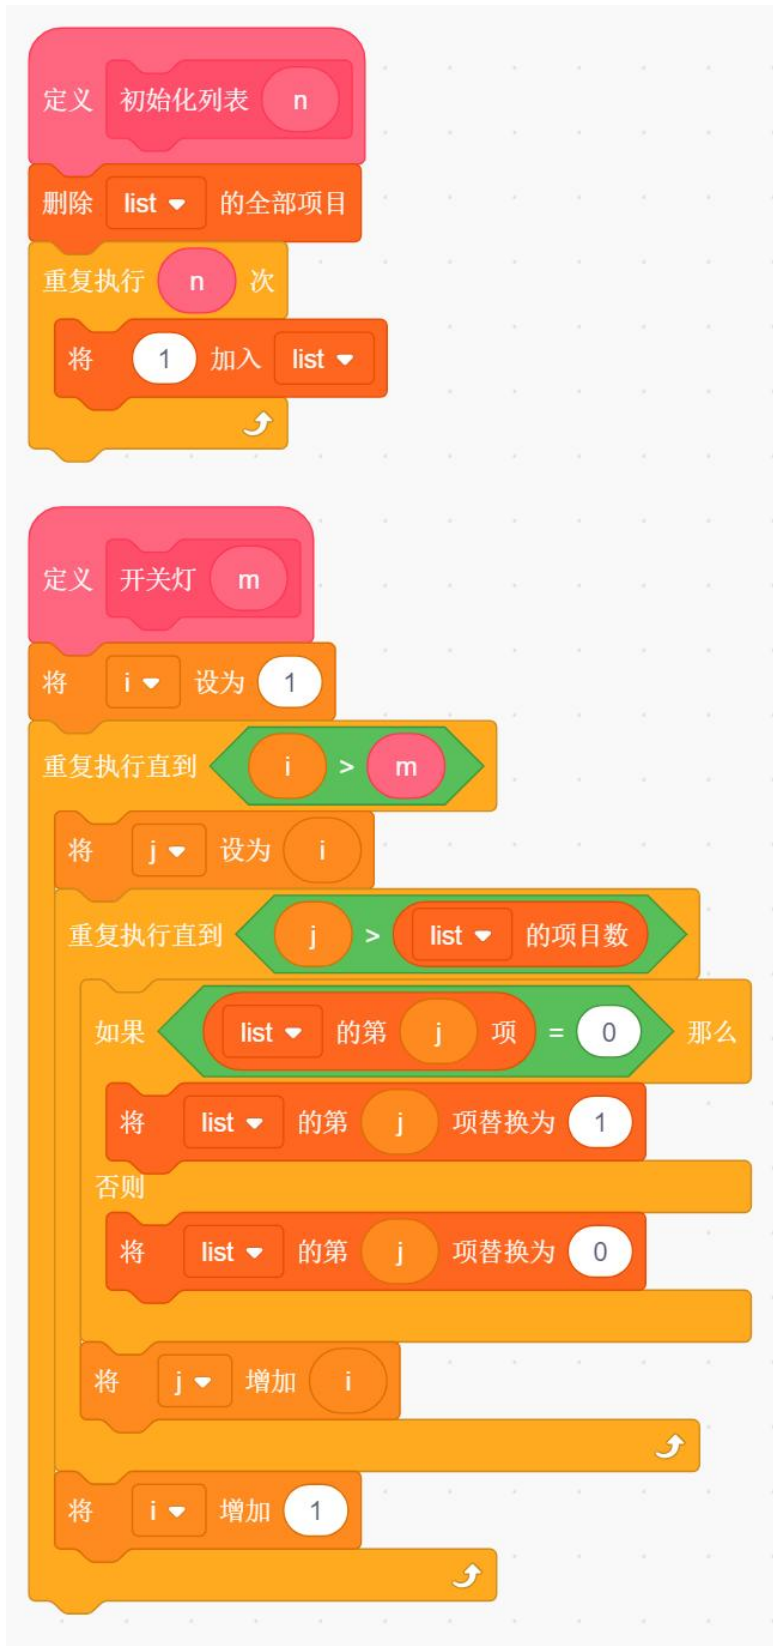 定义 初始化列表 n
删除 list 的全部项目
重复执行 n 次
将 1 加入 list
定义 开关灯 m
将 i 设为 1
重复执行直到 i > m
将 j 设为 i
重复执行直到 j > list 的项目数
如果 list 的第 j 项 = 0 那么
将 list 的第 j 项替换为 1
否则
将 list 的第 j 项替换为 0
将 j 增加 i
将 i 增加 1